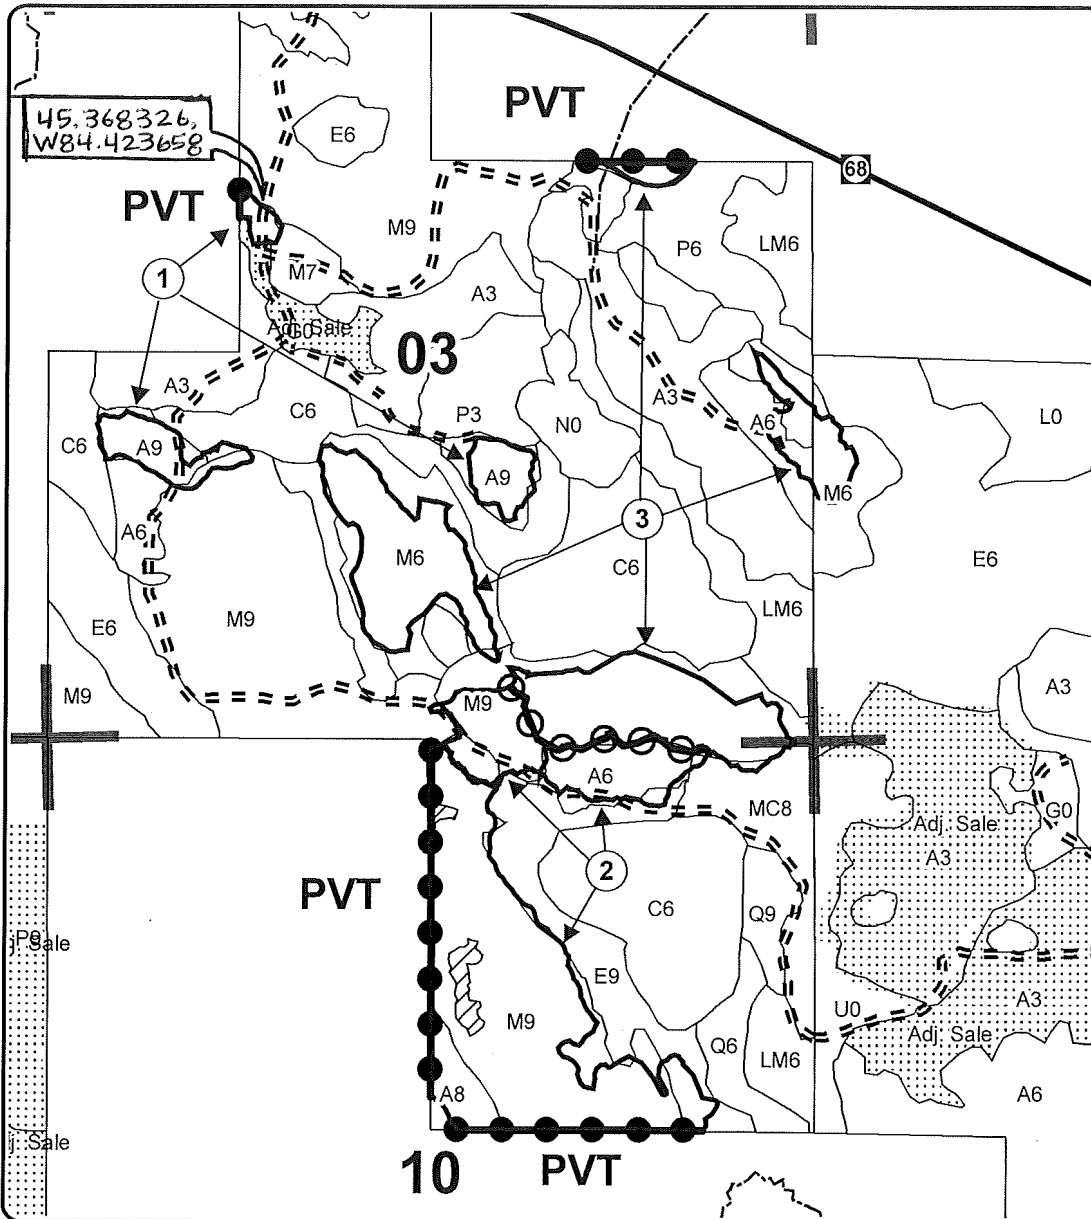 PVT
45.368326,
W84.423658
E6
68
PVT
M9
P6
LM6
1
M7
A3
Adj. Sale
G0
03
A3
C6
P3
N0
A3
A6
L0
C6
A9
A9
M6
3
A6
M6
C6
E6
E6
M9
LM6
M9
M9
A3
A6
MC8
G0
Adj. Sale
A3
2
PVT
C6
Q9
P9
j. Sale
E9
M9
U0
A3
Adj. Sale
Q6
LM6
A8
A6
j. Sale
10
PVT